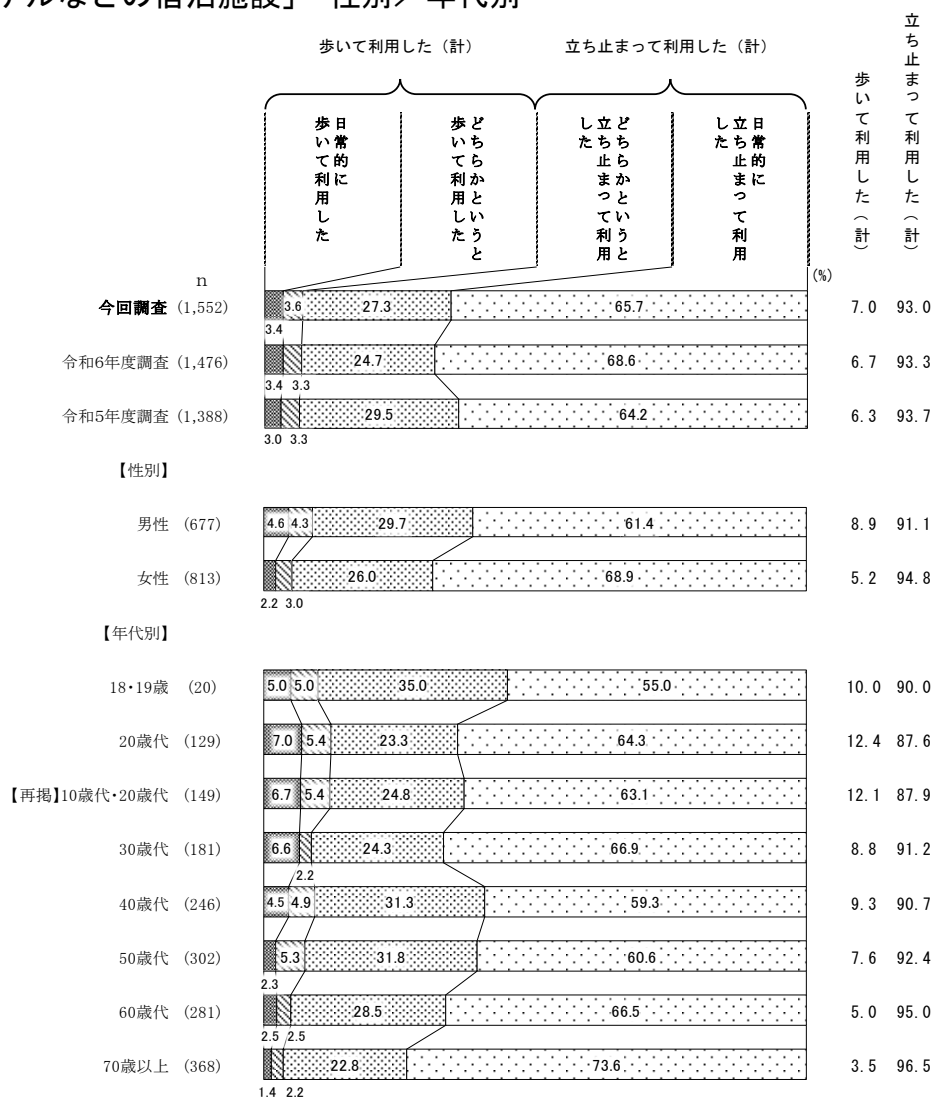 テルなどの宿泊施設」 性別／年代別
歩いて利用した（計）
立ち止まって利用した（計）
日常的に
歩いて利用した
どちらかというと
歩いて利用した
どちらかというと
立ち止まって利用
した
日常的に
立ち止まって利用
した
歩いて利用した（計）
立ち止まって利用した（計）
n
(%)
今回調査 (1,552) 3.4 3.6 27.3 65.7 7.0 93.0
令和6年度調査 (1,476) 3.4 3.3 24.7 68.6 6.7 93.3
令和5年度調査 (1,388) 3.0 3.3 29.5 64.2 6.3 93.7
【性別】
男性 (677) 4.6 4.3 29.7 61.4 8.9 91.1
女性 (813) 2.2 3.0 26.0 68.9 5.2 94.8
【年代別】
18・19歳 (20) 5.0 5.0 35.0 55.0 10.0 90.0
20歳代 (129) 7.0 5.4 23.3 64.3 12.4 87.6
【再掲】10歳代・20歳代 (149) 6.7 5.4 24.8 63.1 12.1 87.9
30歳代 (181) 6.6 2.2 24.3 66.9 8.8 91.2
40歳代 (246) 4.5 4.9 31.3 59.3 9.3 90.7
50歳代 (302) 2.3 5.3 31.8 60.6 7.6 92.4
60歳代 (281) 2.5 2.5 28.5 66.5 5.0 95.0
70歳以上 (368) 1.4 2.2 22.8 73.6 3.5 96.5